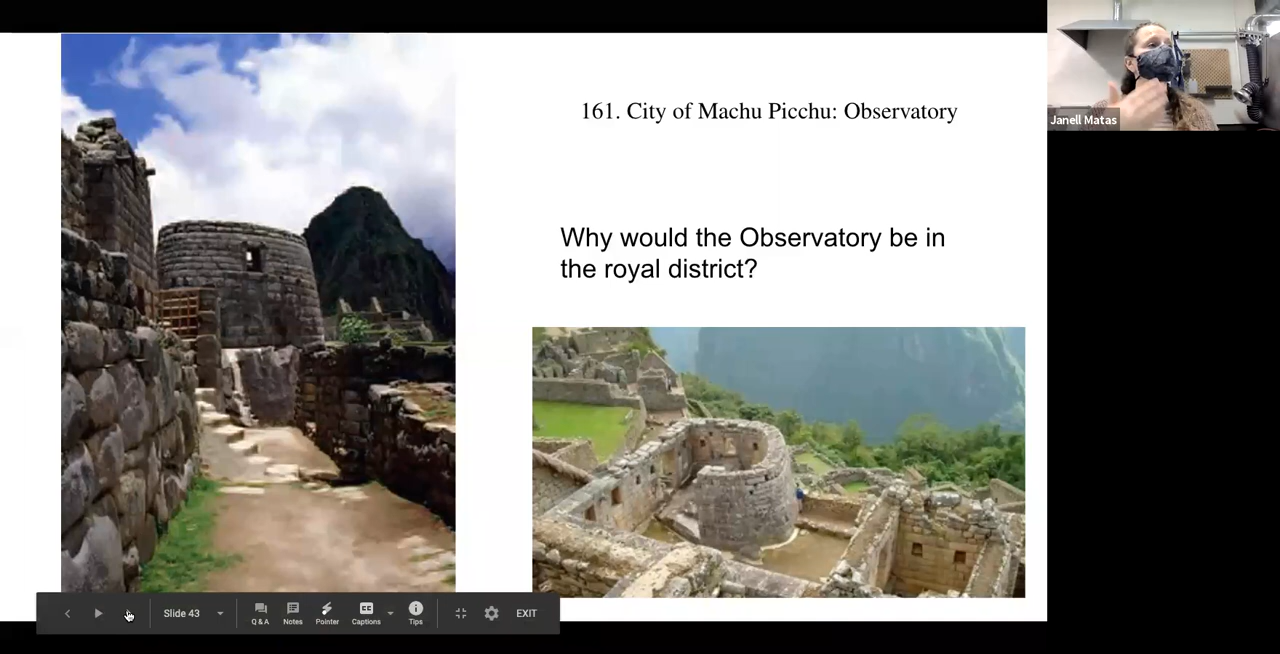 161. City of Machu Picchu: Observatory
Janell Matas
Why would the Observatory be in
the royal district?
Slide 43
Q & A
Notes
Pointer
Captions
Tips
EXIT
CC